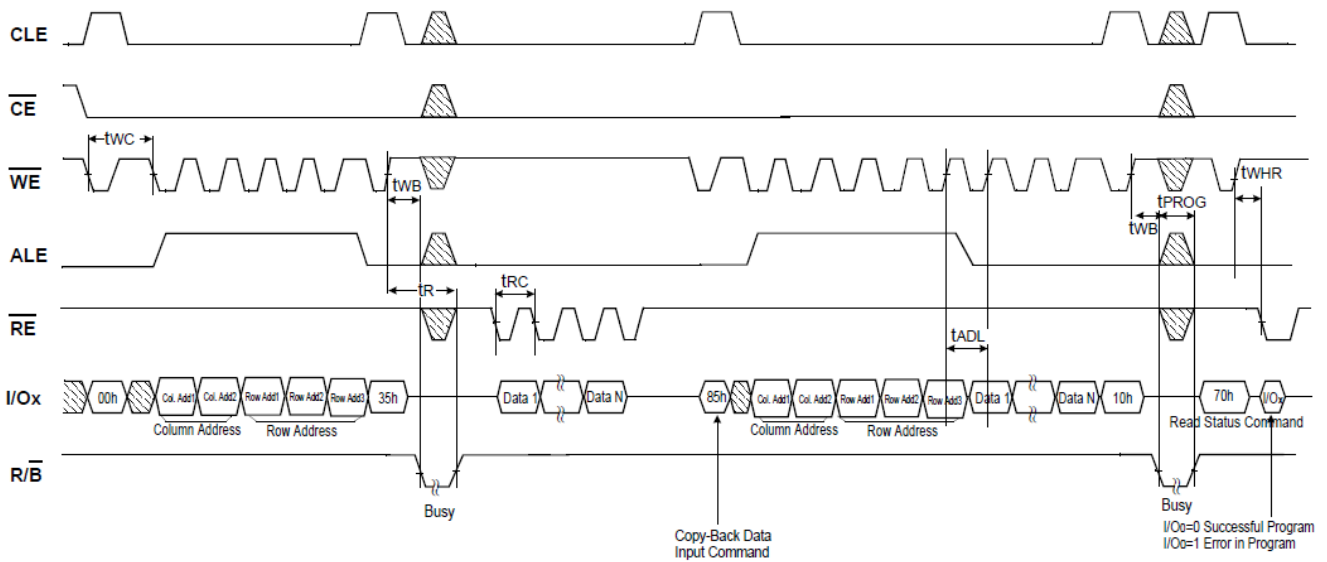 CLE
CE
tWC
WE
tWB
tWHR
tPROG
tWB
ALE
tR
tRC
RE
tADL
I/Ox
00h
Col. Add1
Col. Add2
Row Add1
Row Add2
Row Add3
35h
Data 1
Data N
85h
Col. Add1
Col. Add2
Row Add1
Row Add2
Row Add3
Data 1
Data N
10h
70h
I/Ox
Column Address
Row Address
Column Address
Row Address
Read Status Command
R/B
Busy
Busy
Copy-Back Data
Input Command
I/O0=0 Successful Program
I/O0=1 Error in Program